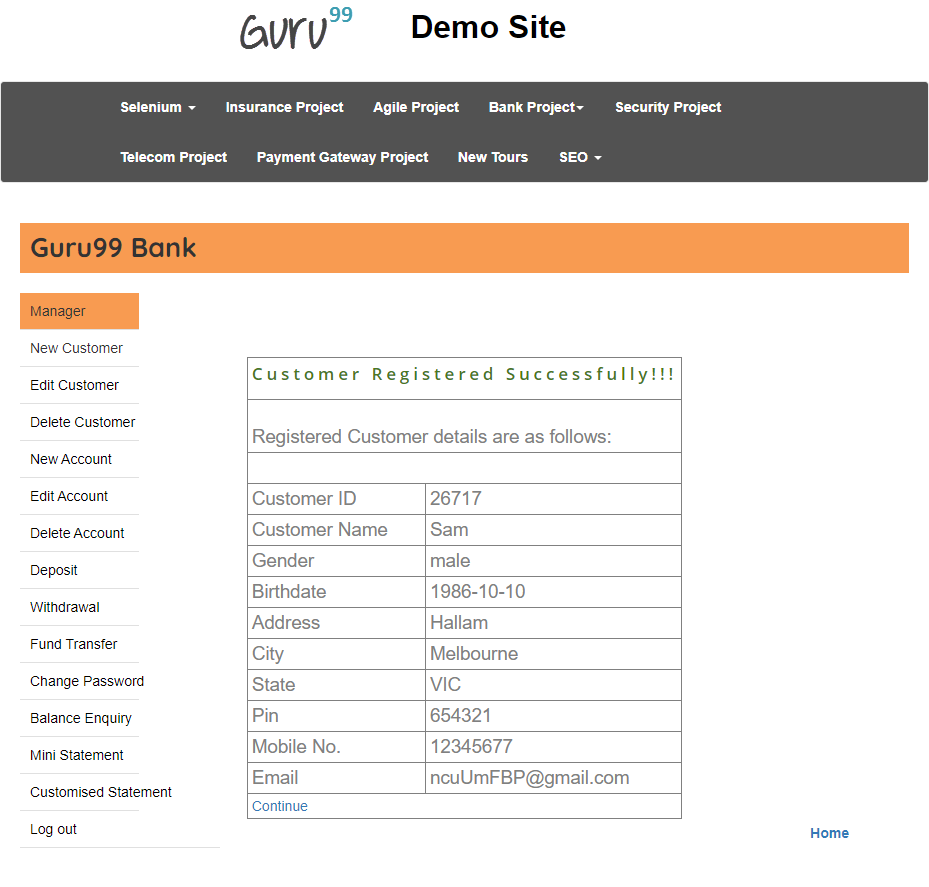 Guru99 Demo Site
Selenium Insurance Project Agile Project Bank Project Security Project
Telecom Project Payment Gateway Project New Tours SEO
Guru99 Bank
Manager
New Customer
Edit Customer
Delete Customer
New Account
Edit Account
Delete Account
Deposit
Withdrawal
Fund Transfer
Change Password
Balance Enquiry
Mini Statement
Customised Statement
Log out
Customer Registered Successfully!!!
Registered Customer details are as follows:
Customer ID 26717
Customer Name Sam
Gender male
Birthdate 1986-10-10
Address Hallam
City Melbourne
State VIC
Pin 654321
Mobile No. 12345677
Email ncuUmFBP@gmail.com
Continue
Home